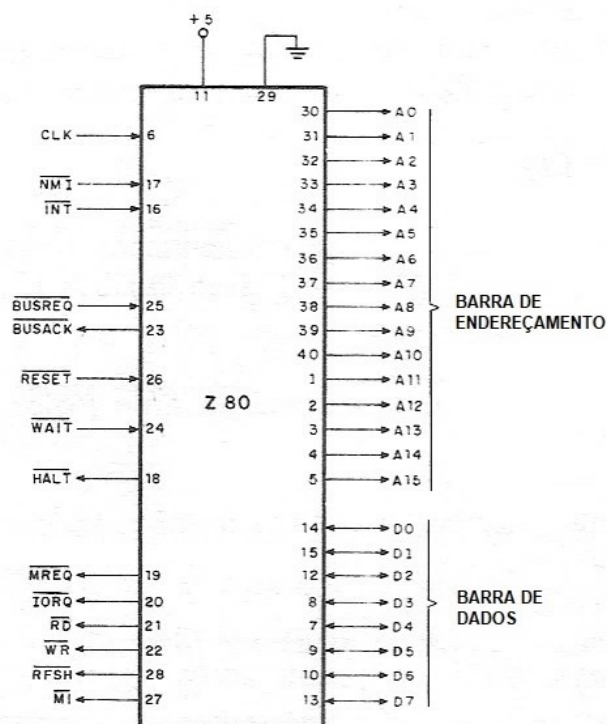 +5
11 29
CLK 6
NMI 17
INT 16
BUSREQ 25
BUSACK 23
RESET 26
WAIT 24
HALT 18
MREQ 19
IORQ 20
RD 21
WR 22
RFSH 28
M1 27
Z 80
30 A0
31 A1
32 A2
33 A3
34 A4
35 A5
36 A6
37 A7
38 A8
39 A9
40 A10
1 A11
2 A12
3 A13
4 A14
5 A15
BARRA DE
ENDEREÇAMENTO
14 D0
15 D1
12 D2
8 D3
7 D4
9 D5
10 D6
13 D7
BARRA DE
DADOS